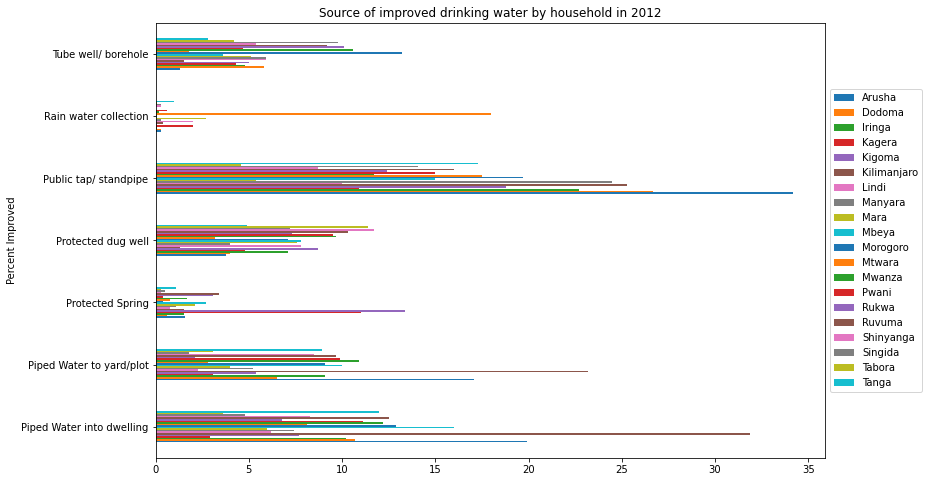 Source of improved drinking water by household in 2012
Percent Improved
Tube well/ borehole
Rain water collection
Public tap/ standpipe
Protected dug well
Protected Spring
Piped Water to yard/plot
Piped Water into dwelling
0 5 10 15 20 25 30 35
Arusha
Dodoma
Iringa
Kagera
Kigoma
Kilimanjaro
Lindi
Manyara
Mara
Mbeya
Morogoro
Mtwara
Mwanza
Pwani
Rukwa
Ruvuma
Shinyanga
Singida
Tabora
Tanga